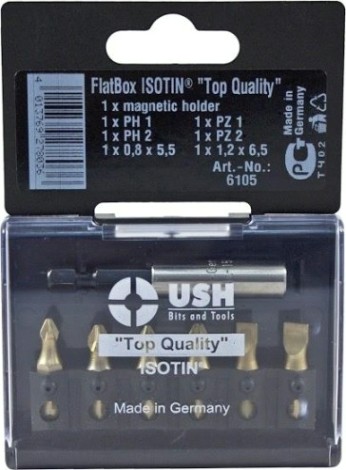 FlatBox ISOTIN® "Top Quality"
1 x magnetic holder
1 x PH 1 1 x PZ 1
1 x PH 2 1 x PZ 2
1 x 0,8 x 5,5 1 x 1,2 x 6,5
Art.-No.:
6105
Made in
Germany
TЧ02
USH
Bits and Tools
"Top Quality"
ISOTIN®
Made in Germany